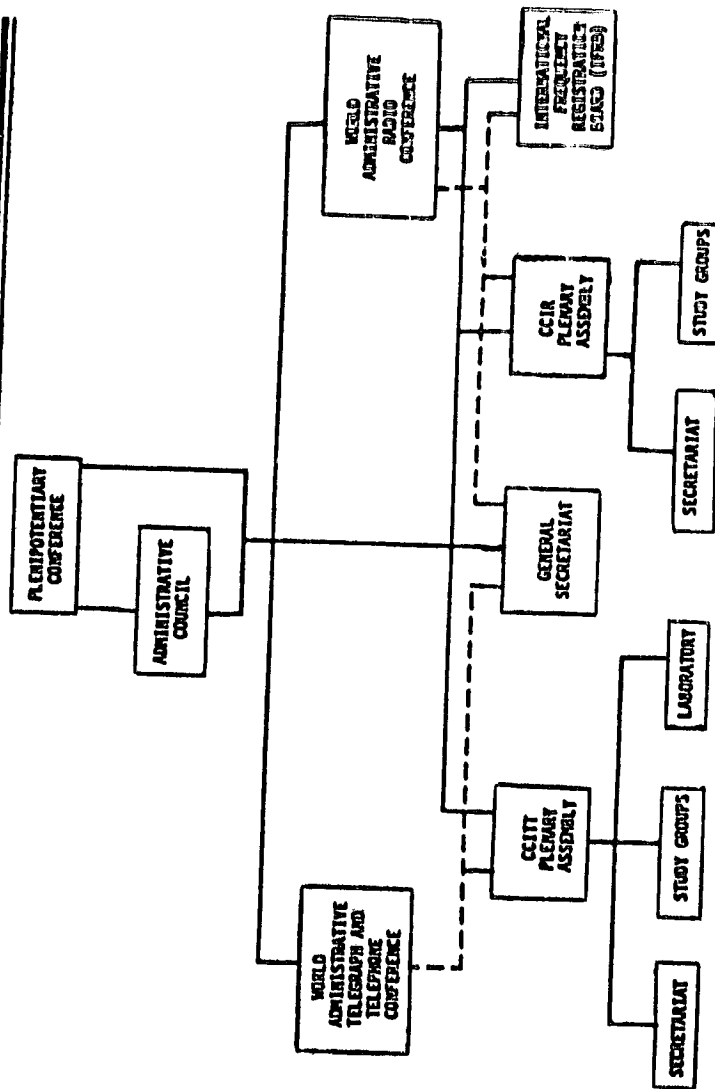 PLENIPOTENTIARY
CONFERENCE
ADMINISTRATIVE
COUNCIL
WORLD
ADMINISTRATIVE
TELEGRAPH AND
TELEPHONE
CONFERENCE
WORLD
ADMINISTRATIVE
RADIO
CONFERENCE
CCITT
PLENARY
ASSEMBLY
GENERAL
SECRETARIAT
CCIR
PLENARY
ASSEMBLY
INTERNATIONAL
FREQUENCY
REGISTRATION
BOARD (IFRB)
SECRETARIAT
STUDY GROUPS
LABORATORY
SECRETARIAT
STUDY GROUPS